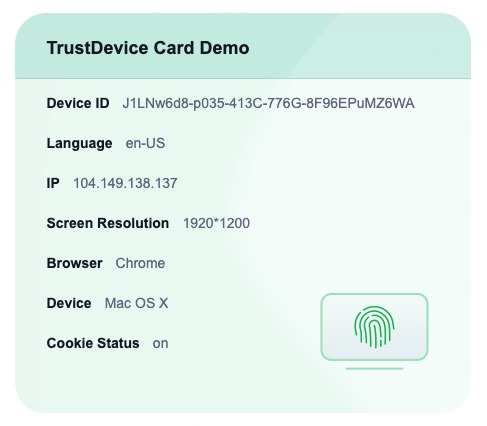 TrustDevice Card Demo
Device ID J1LNw6d8-p035-413C-776G-8F96EPuMZ6WA
Language en-US
IP 104.149.138.137
Screen Resolution 1920*1200
Browser Chrome
Device Mac OS X
Cookie Status on